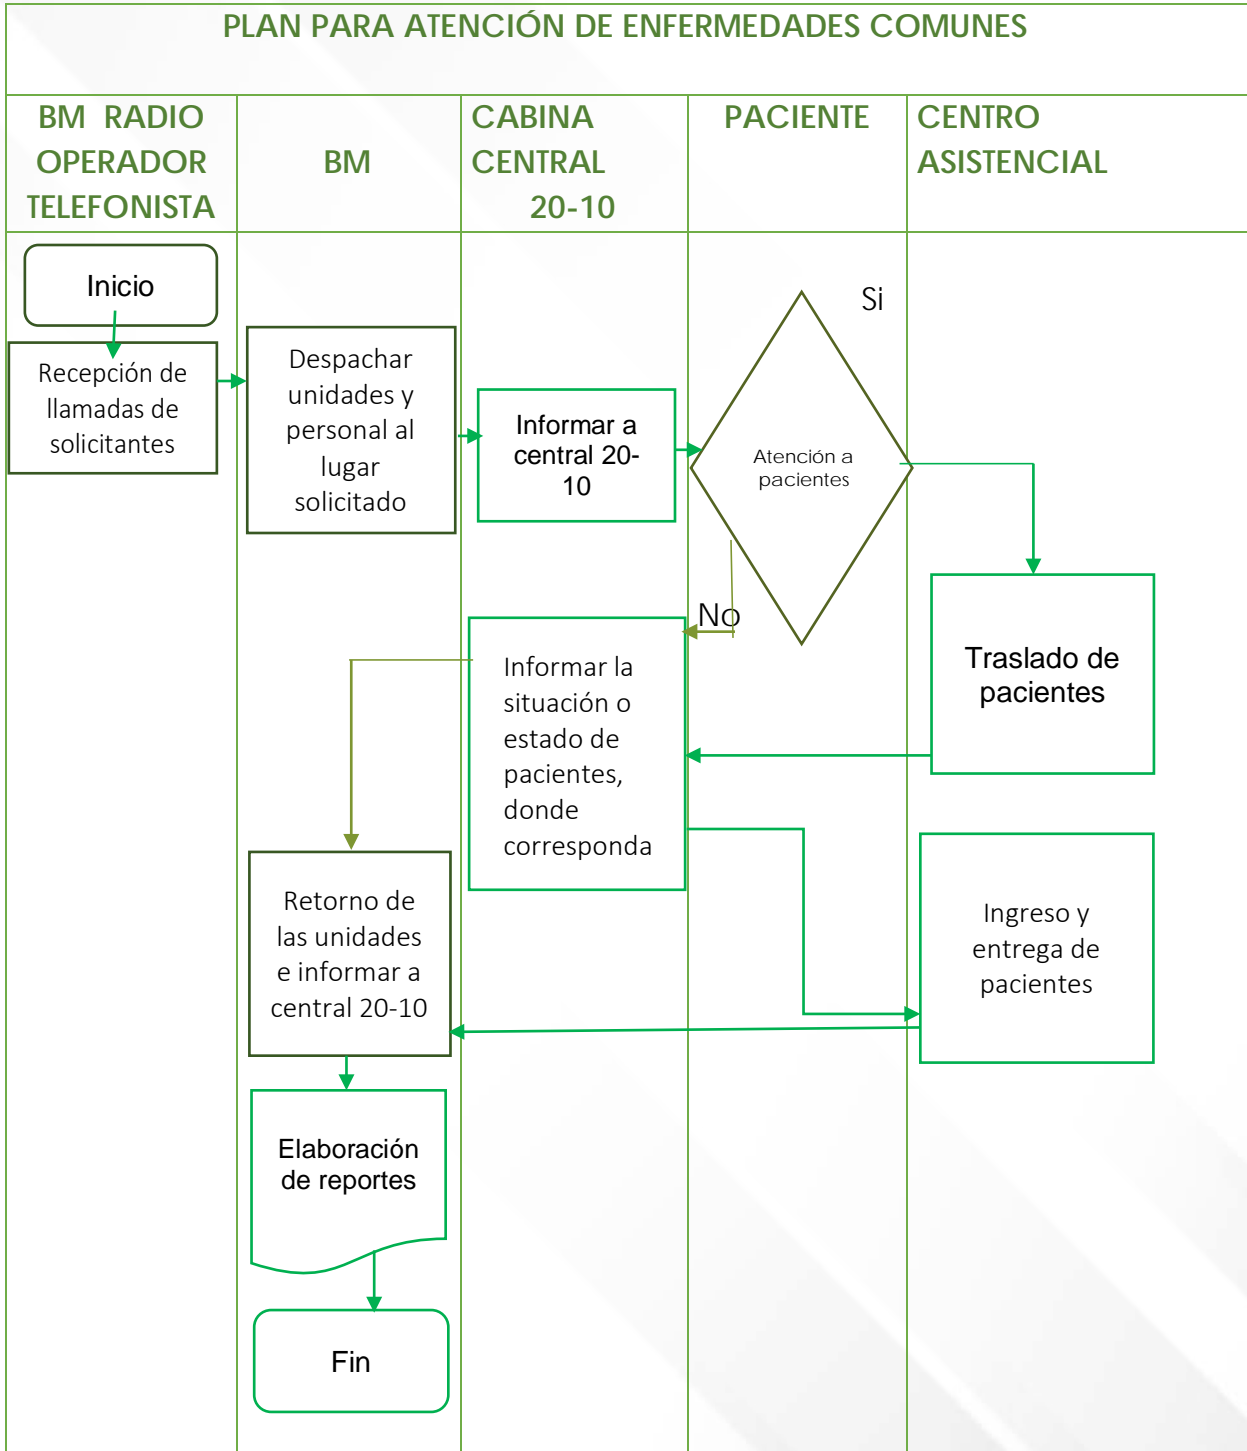 PLAN PARA ATENCIÓN DE ENFERMEDADES COMUNES
BM RADIO
OPERADOR
TELEFONISTA
BM
CABINA
CENTRAL
20-10
PACIENTE
CENTRO
ASISTENCIAL
Inicio
Recepción de
llamadas de
solicitantes
Despachar
unidades y
personal al
lugar
solicitado
Informar a
central 20-
10
Si
Atención a
pacientes
No
Traslado de
pacientes
Informar la
situación o
estado de
pacientes,
donde
corresponda
Ingreso y
entrega de
pacientes
Retorno de
las unidades
e informar a
central 20-10
Elaboración
de reportes
Fin